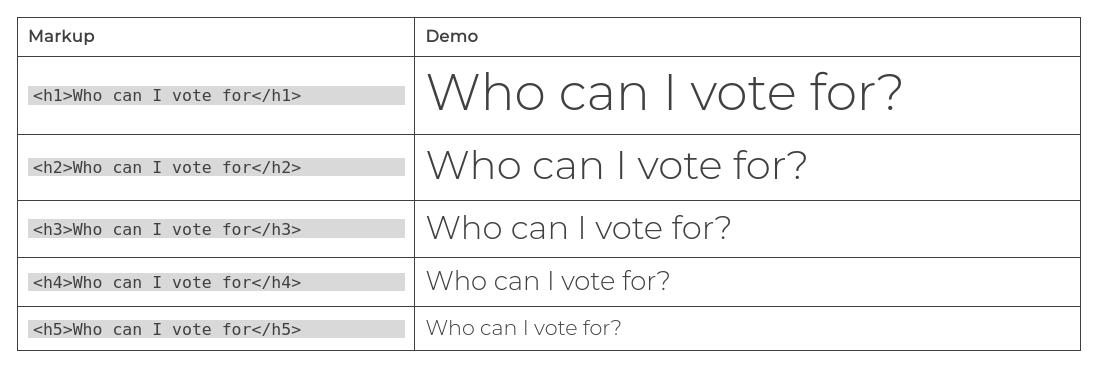 Markup Demo
<h1>Who can I vote for</h1> Who can I vote for?
<h2>Who can I vote for</h2> Who can I vote for?
<h3>Who can I vote for</h3> Who can I vote for?
<h4>Who can I vote for</h4> Who can I vote for?
<h5>Who can I vote for</h5> Who can I vote for?